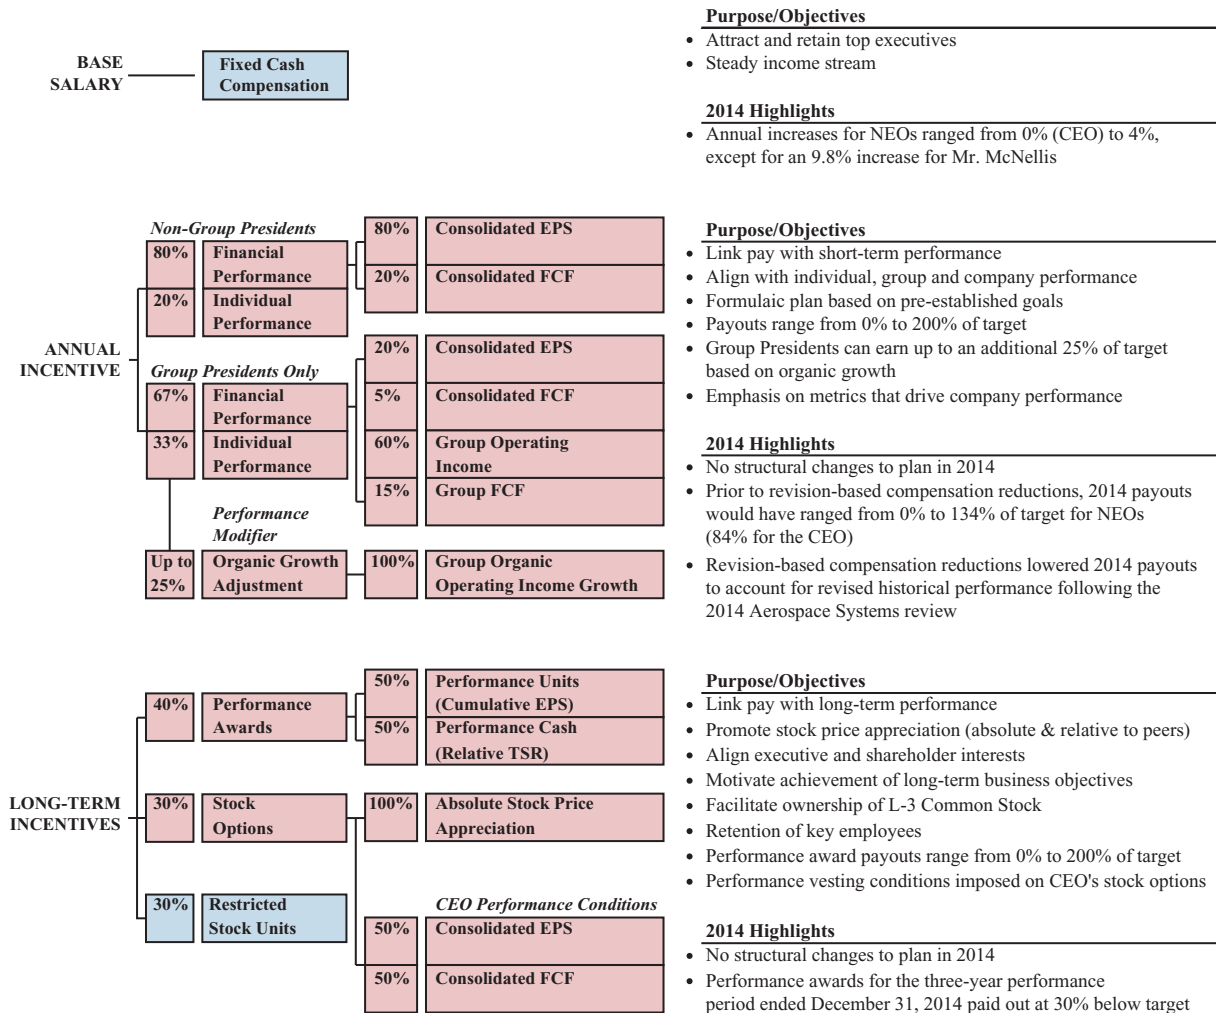 BASE
SALARY
Fixed Cash
Compensation
Purpose/Objectives
• Attract and retain top executives
• Steady income stream
2014 Highlights
• Annual increases for NEOs ranged from 0% (CEO) to 4%,
except for an 9.8% increase for Mr. McNellis
ANNUAL
INCENTIVE
Non-Group Presidents
80%
Financial
Performance
20%
Individual
Performance
80%
Consolidated EPS
20%
Consolidated FCF
Group Presidents Only
67%
Financial
Performance
33%
Individual
Performance
20%
Consolidated EPS
5%
Consolidated FCF
60%
Group Operating
Income
15%
Group FCF
Performance
Modifier
Up to
25%
Organic Growth
Adjustment
100%
Group Organic
Operating Income Growth
Purpose/Objectives
• Link pay with short-term performance
• Align with individual, group and company performance
• Formulaic plan based on pre-established goals
• Payouts range from 0% to 200% of target
• Group Presidents can earn up to an additional 25% of target
based on organic growth
• Emphasis on metrics that drive company performance
2014 Highlights
• No structural changes to plan in 2014
• Prior to revision-based compensation reductions, 2014 payouts
would have ranged from 0% to 134% of target for NEOs
(84% for the CEO)
• Revision-based compensation reductions lowered 2014 payouts
to account for revised historical performance following the
2014 Aerospace Systems review
LONG-TERM
INCENTIVES
40%
Performance
Awards
50%
Performance Units
(Cumulative EPS)
50%
Performance Cash
(Relative TSR)
30%
Stock
Options
100%
Absolute Stock Price
Appreciation
30%
Restricted
Stock Units
CEO Performance Conditions
50%
Consolidated EPS
50%
Consolidated FCF
Purpose/Objectives
• Link pay with long-term performance
• Promote stock price appreciation (absolute & relative to peers)
• Align executive and shareholder interests
• Motivate achievement of long-term business objectives
• Facilitate ownership of L-3 Common Stock
• Retention of key employees
• Performance award payouts range from 0% to 200% of target
• Performance vesting conditions imposed on CEO's stock options
2014 Highlights
• No structural changes to plan in 2014
• Performance awards for the three-year performance
period ended December 31, 2014 paid out at 30% below target